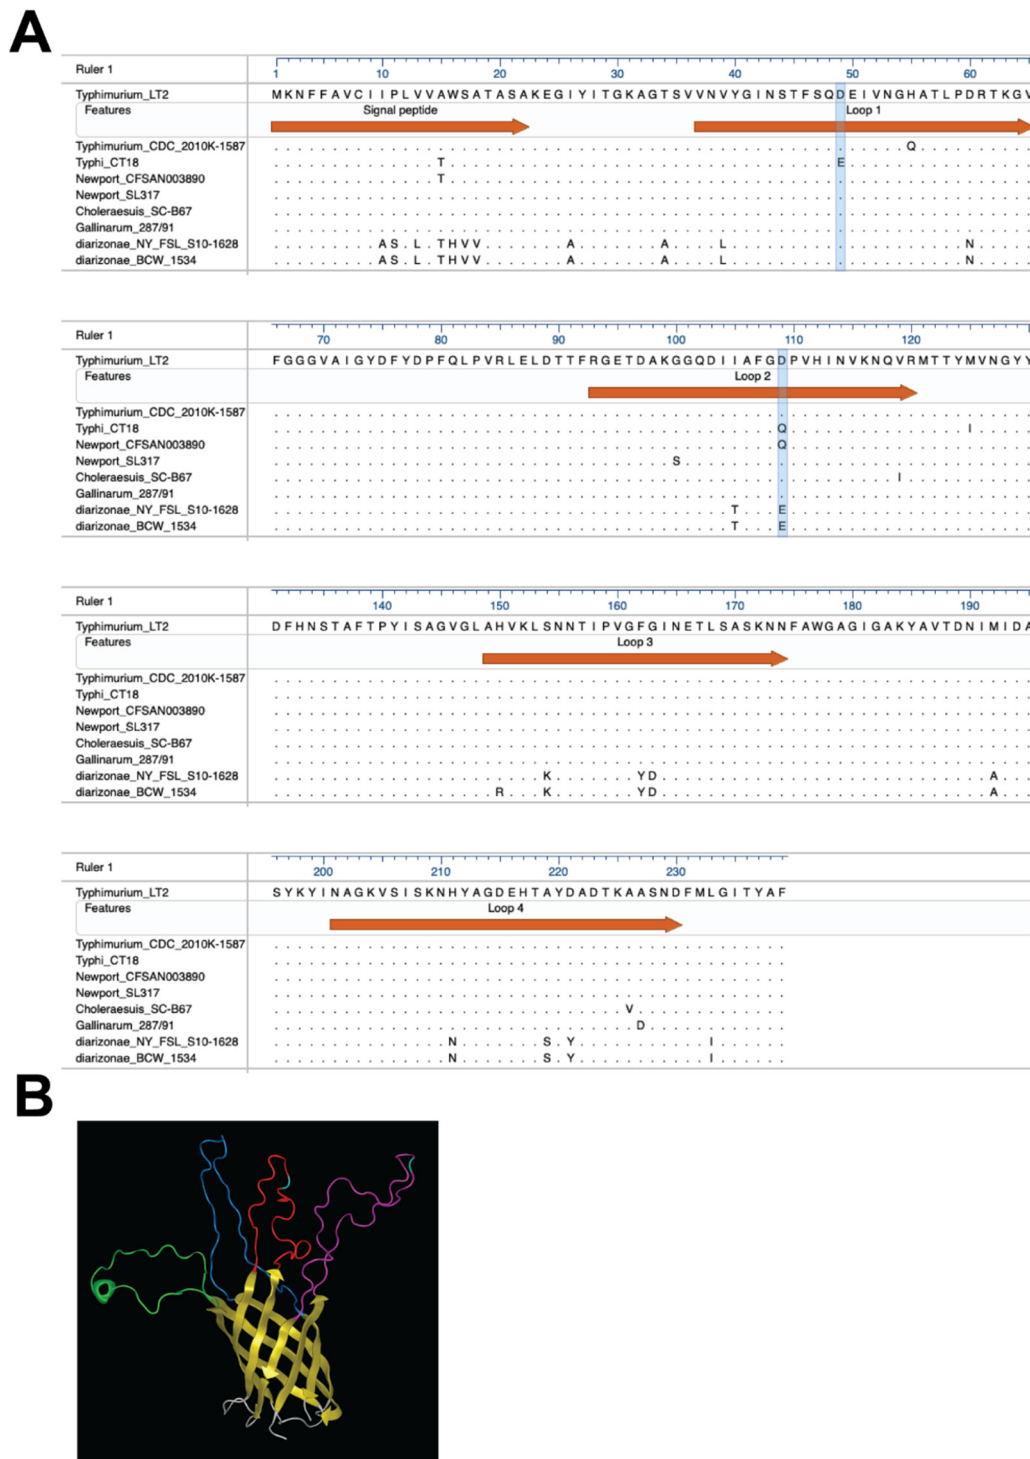 A
Ruler 1 1 10 20 30 40 50 60
Typhimurium_LT2 M K N F F A V C I I P L V V A W S A T A S A K E G I Y I T G K A G T S V V N V Y G I N S T F S Q D E I V N G H A T L P D R T K G V
Features Signal peptide Loop 1
Typhimurium_CDC_2010K-1587 Q
Typhi_CT18 T E
Newport_CFSAN003890 T
Newport_SL317
Choleraesuis_SC-B67
Gallinarum_287/91
diarizonae_NY_FSL_S10-1628 A S . L . T H V V A A L N
diarizonae_BCW_1534 A S . L . T H V V A A L N
Ruler 1 70 80 90 100 110 120
Typhimurium_LT2 F G G G V A I G Y D F Y D P F Q L P V R L E L D T T F R G E T D A K G G Q D I I A F G D P V H I N V K N Q V R M T T Y M V N G Y Y
Features Loop 2
Typhimurium_CDC_2010K-1587
Typhi_CT18 Q I
Newport_CFSAN003890 Q
Newport_SL317 S
Choleraesuis_SC-B67 I
Gallinarum_287/91
diarizonae_NY_FSL_S10-1628 T E
diarizonae_BCW_1534 T E
Ruler 1 140 150 160 170 180 190
Typhimurium_LT2 D F H N S T A F T P Y I S A G V G L A H V K L S N N T I P V G F G I N E T L S A S K N N F A W G A G I G A K Y A V T D N I M I D A
Features Loop 3
Typhimurium_CDC_2010K-1587
Typhi_CT18
Newport_CFSAN003890
Newport_SL317
Choleraesuis_SC-B67
Gallinarum_287/91
diarizonae_NY_FSL_S10-1628 K Y D A
diarizonae_BCW_1534 R K Y D A
Ruler 1 200 210 220 230
Typhimurium_LT2 S Y K Y I N A G K V S I S K N H Y A G D E H T A Y D A D T K A A S N D F M L G I T Y A F
Features Loop 4
Typhimurium_CDC_2010K-1587
Typhi_CT18
Newport_CFSAN003890
Newport_SL317
Choleraesuis_SC-B67 V
Gallinarum_287/91 D
diarizonae_NY_FSL_S10-1628 N S . Y I
diarizonae_BCW_1534 N S . Y I
B